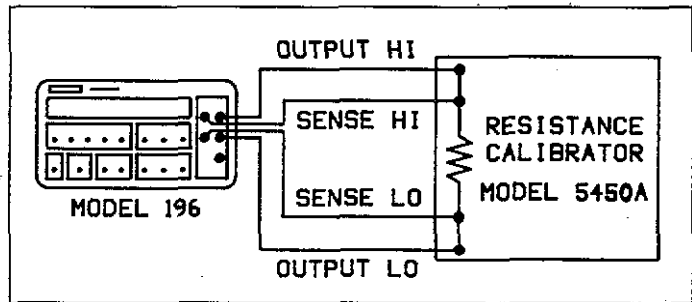 OUTPUT HI
SENSE HI
RESISTANCE
CALIBRATOR
MODEL 5450A
MODEL 196
SENSE LO
OUTPUT LO